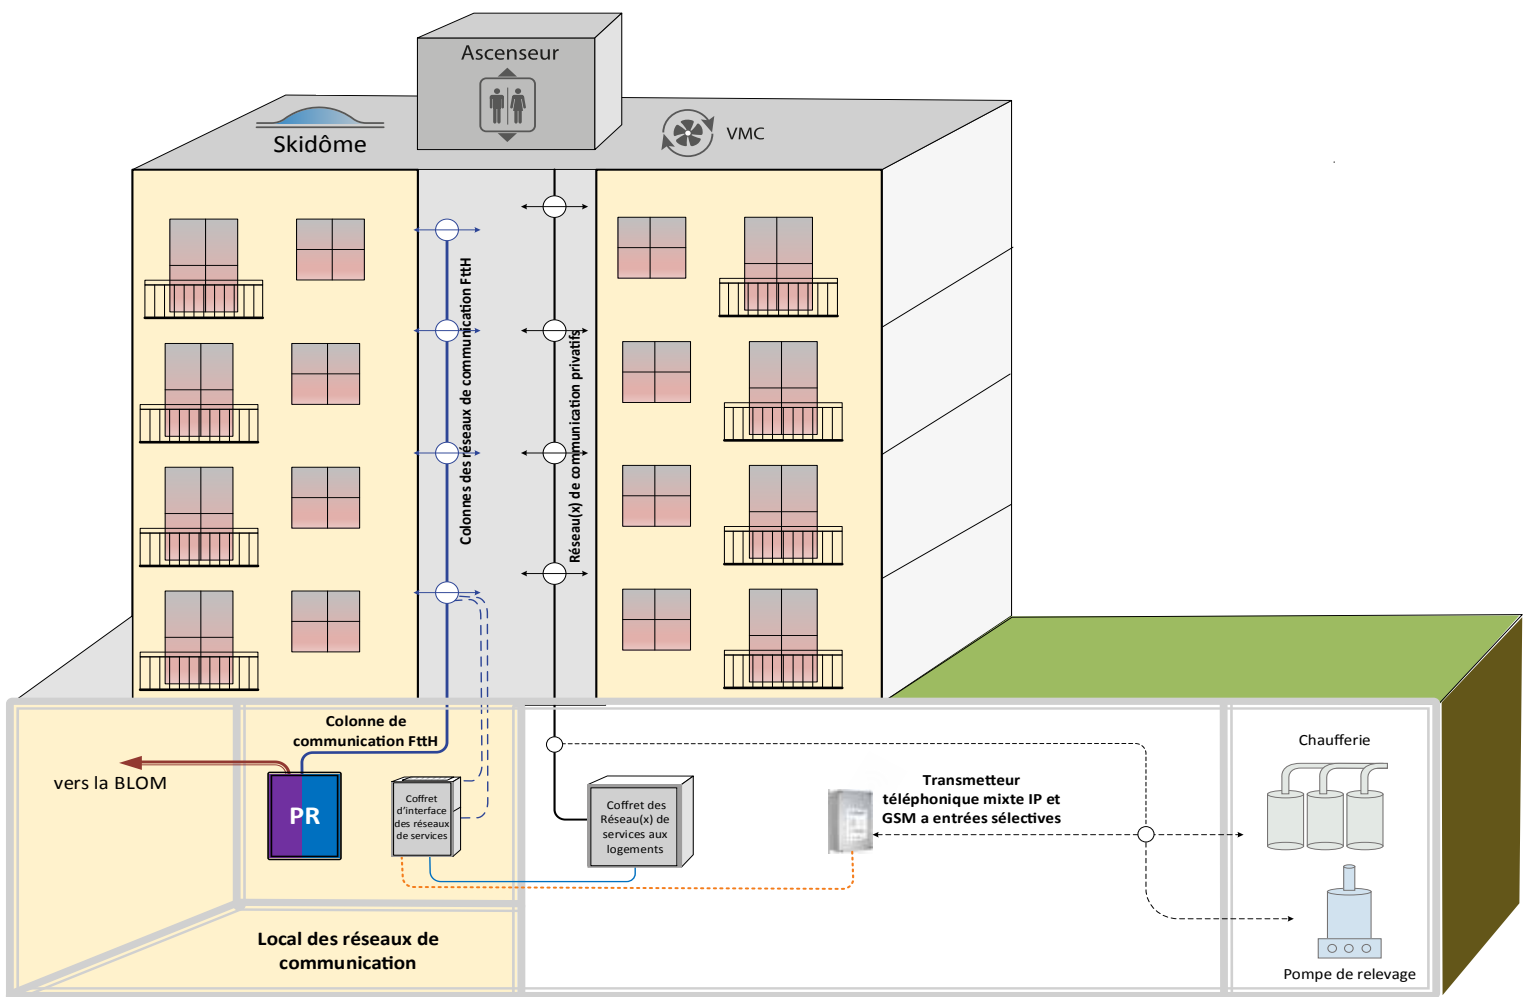 Ascenseur
Skidôme
VMC
Colonnes des réseaux de communication FttH
Réseau(x) de communication privatifs
Colonne de
communication FttH
vers la BLOM
PR
Coffret
d'interface
des réseaux
de services
Coffret des
Réseau(x) de
services aux
logements
Transmetteur
téléphonique mixte IP et
GSM a entrées sélectives
Chaufferie
Pompe de relevage
Local des réseaux de
communication